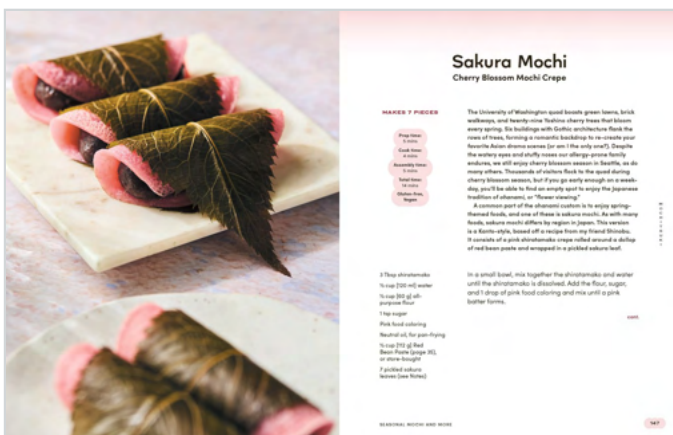 Sakura Mochi
Cherry Blossom Mochi Crepe
MAKES 7 PIECES
Prep time:
5 mins
Cook time:
4 mins
Assembly time:
5 mins
Total time:
14 mins
Gluten-free,
Vegan
The University of Washington quad boasts green lawns, brick
walkways, and twenty-nine Yoshino cherry trees that bloom
every spring. Six buildings with Gothic architecture flank the
rows of trees, forming a romantic backdrop to re-create your
favorite Asian drama scenes (or am I the only one?). Despite
the watery eyes and stuffy noses our allergy-prone family
endures, we still enjoy cherry blossom season in Seattle, as do
many others. Thousands of visitors flock to the quad during
cherry blossom season, but if you go early enough on a week-
day, you'll be able to find an empty spot to enjoy the Japanese
tradition of ohanami, or "flower viewing."
A common part of the ohanami custom is to enjoy spring-
themed foods, and one of these is sakura mochi. As with many
foods, sakura mochi differs by region in Japan. This version
is a Kanto-style, based off a recipe from my friend Shinobu.
It consists of a pink shiratamako crepe rolled around a dollop
of red bean paste and wrapped in a pickled sakura leaf.
3 Tbsp shiratamako
½ cup [120 ml] water
all-
purpose flour
1 tsp sugar
Pink food coloring
Neutral oil, for pan-frying
cup [112 g] Red
Bean Paste (page 35),
or store-bought
7 pickled sakura
leaves (see Notes)
In a small bowl, mix together the shiratamako and water
until the shiratamako is dissolved. Add the flour, sugar,
and 1 drop of pink food coloring and mix until a pink
batter forms.
SEASONAL MOCHI AND MORE
147